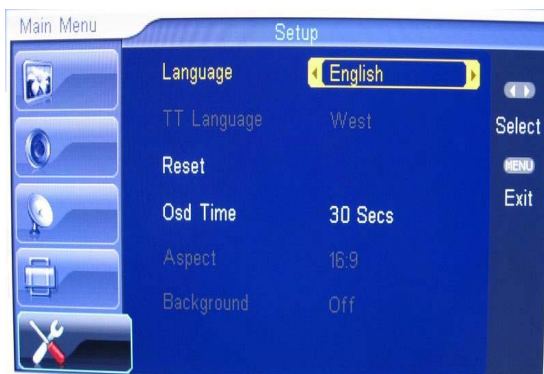 Main Menu
Setup
Language English
TT Language West
Reset
Osd Time 30 Secs
Aspect 16:9
Background Off
Select
MENU
Exit